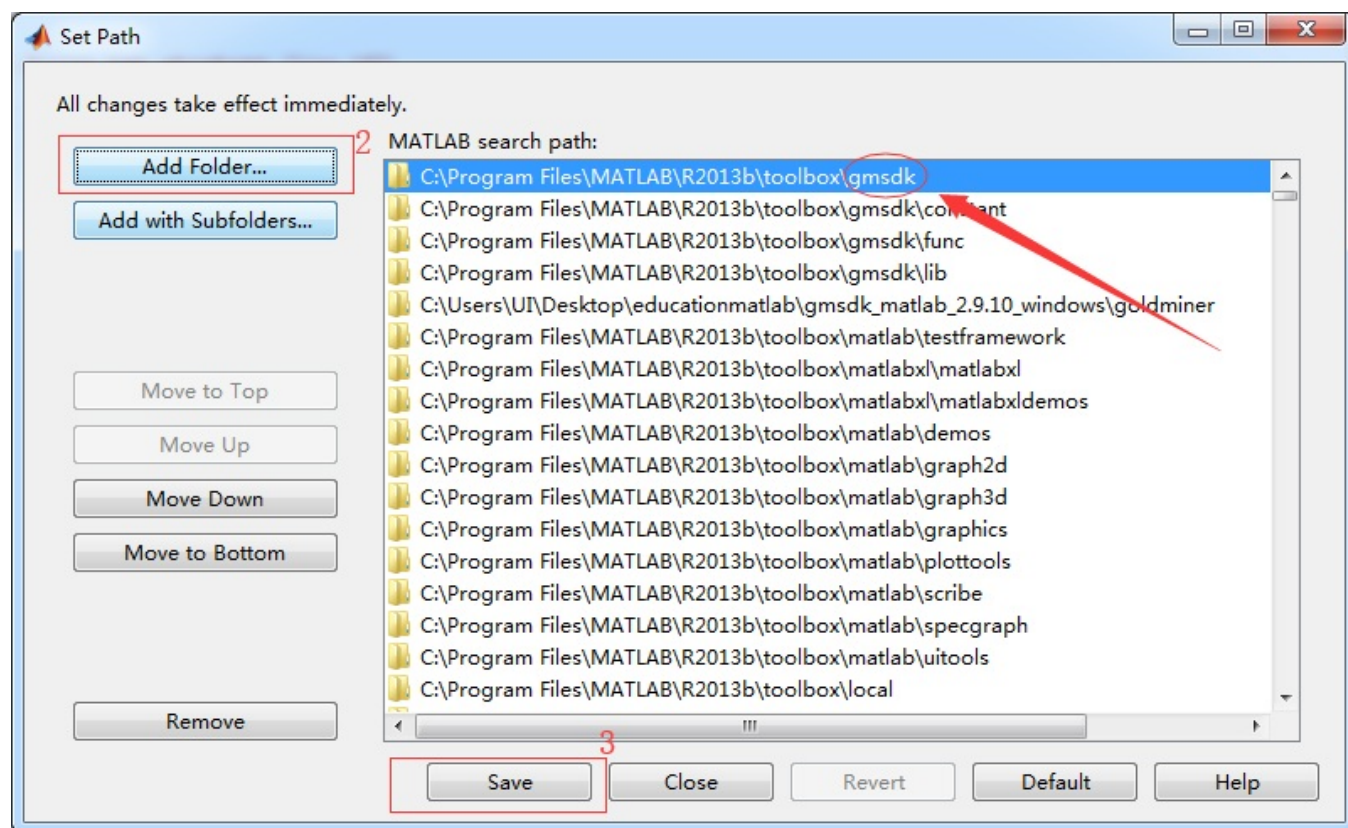 Set Path
All changes take effect immediately.
2
MATLAB search path:
Add Folder...
Add with Subfolders...
Move to Top
Move Up
Move Down
Move to Bottom
Remove
C:\Program Files\MATLAB\R2013b\toolbox\gmsdk
C:\Program Files\MATLAB\R2013b\toolbox\gmsdk\constant
C:\Program Files\MATLAB\R2013b\toolbox\gmsdk\func
C:\Program Files\MATLAB\R2013b\toolbox\gmsdk\lib
C:\Users\UI\Desktop\educationmatlab\gmsdk_matlab_2.9.10_windows\goldminer
C:\Program Files\MATLAB\R2013b\toolbox\matlab\testframework
C:\Program Files\MATLAB\R2013b\toolbox\matlabxl\matlabxl
C:\Program Files\MATLAB\R2013b\toolbox\matlabxl\matlabxldemos
C:\Program Files\MATLAB\R2013b\toolbox\matlab\demos
C:\Program Files\MATLAB\R2013b\toolbox\matlab\graph2d
C:\Program Files\MATLAB\R2013b\toolbox\matlab\graph3d
C:\Program Files\MATLAB\R2013b\toolbox\matlab\graphics
C:\Program Files\MATLAB\R2013b\toolbox\matlab\plottools
C:\Program Files\MATLAB\R2013b\toolbox\matlab\scribe
C:\Program Files\MATLAB\R2013b\toolbox\matlab\specgraph
C:\Program Files\MATLAB\R2013b\toolbox\matlab\uitools
C:\Program Files\MATLAB\R2013b\toolbox\local
3
Save
Close
Revert
Default
Help